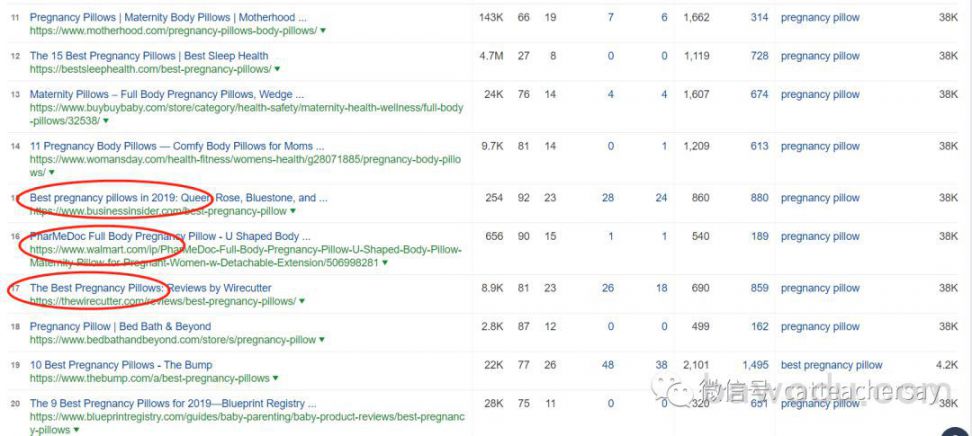 11 Pregnancy Pillows | Maternity Body Pillows | Motherhood ... 143K 66 19 7 6 1,662 314 pregnancy pillow 38K
https://www.motherhood.com/pregnancy-pillows-body-pillows/
12 The 15 Best Pregnancy Pillows | Best Sleep Health 4.7M 27 8 0 0 1,119 728 pregnancy pillow 38K
https://bestsleephealth.com/best-pregnancy-pillows/
13 Maternity Pillows – Full Body Pregnancy Pillows, Wedge ... 24K 76 14 4 4 1,607 674 pregnancy pillow 38K
https://www.buybuybaby.com/store/category/health-safety/maternity-health-wellness/full-body
-pillows/32538/
14 11 Pregnancy Body Pillows — Comfy Body Pillows for Moms ... 9.7K 81 14 0 1 1,209 613 pregnancy pillow 38K
https://www.womansday.com/health-fitness/womens-health/g28071885/pregnancy-body-pillo
ws/
15 Best pregnancy pillows in 2019: Queen Rose, Bluestone, and ... 254 92 23 28 24 860 880 pregnancy pillow 38K
https://www.businessinsider.com/best-pregnancy-pillow
16 PharMeDoc Full Body Pregnancy Pillow - U Shaped Body ... 656 90 15 1 1 540 189 pregnancy pillow 38K
https://www.walmart.com/ip/PharMeDoc-Full-Body-Pregnancy-Pillow-U-Shaped-Body-Pillow-
Maternity-Pillow-for-Pregnant-Women-w-Detachable-Extension/506998281
17 The Best Pregnancy Pillows: Reviews by Wirecutter 8.9K 81 23 26 18 690 859 pregnancy pillow 38K
https://thewirecutter.com/reviews/best-pregnancy-pillows/
18 Pregnancy Pillow | Bed Bath & Beyond 2.8K 87 12 0 0 499 162 pregnancy pillow 38K
https://www.bedbathandbeyond.com/store/s/pregnancy-pillow
19 10 Best Pregnancy Pillows - The Bump 22K 77 26 48 38 2,101 1,495 best pregnancy pillow 4.2K
https://www.thebump.com/a/best-pregnancy-pillows
微信号: carteachercay
20 The 9 Best Pregnancy Pillows for 2019—Blueprint Registry ... 28K 75 11 0 0 320 651 pregnancy pillow 38K
https://www.blueprintregistry.com/guides/baby-parenting/baby-product-reviews/best-pregnanc
y-pillows